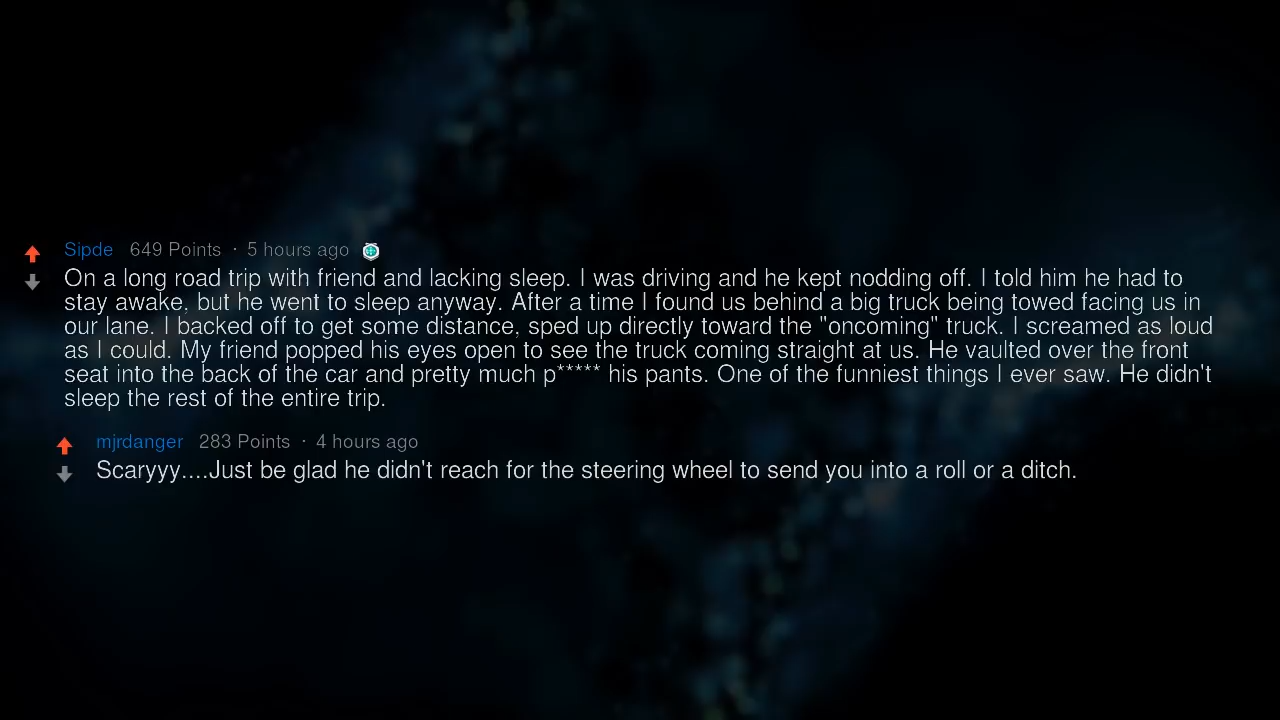 Sipde 649 Points · 5 hours ago
On a long road trip with friend and lacking sleep. I was driving and he kept nodding off. I told him he had to
stay awake, but he went to sleep anyway. After a time I found us behind a big truck being towed facing us in
our lane. I backed off to get some distance, sped up directly toward the "oncoming" truck. I screamed as loud
as I could. My friend popped his eyes open to see the truck coming straight at us. He vaulted over the front
seat into the back of the car and pretty much p***** his pants. One of the funniest things I ever saw. He didn't
sleep the rest of the entire trip.
mjrdanger 283 Points · 4 hours ago
Scaryyy....Just be glad he didn't reach for the steering wheel to send you into a roll or a ditch.